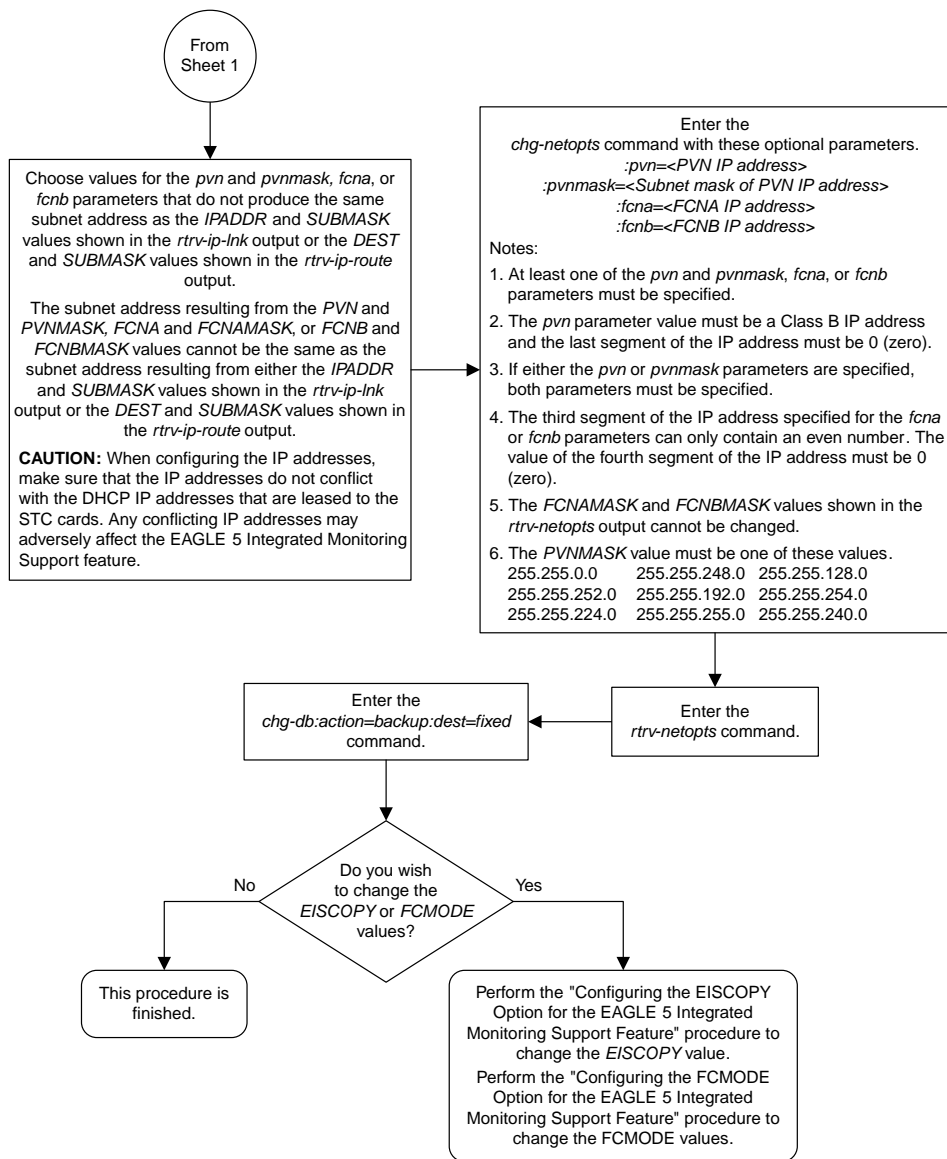 From
Sheet 1
Choose values for the pvn and pvnmask, fcna, or
fcnb parameters that do not produce the same
subnet address as the IPADDR and SUBMASK
values shown in the rtrv-ip-lnk output or the DEST
and SUBMASK values shown in the rtrv-ip-route
output.
The subnet address resulting from the PVN and
PVNMASK, FCNA and FCNAMASK, or FCNB and
FCNBMASK values cannot be the same as the
subnet address resulting from either the IPADDR
and SUBMASK values shown in the rtrv-ip-lnk
output or the DEST and SUBMASK values shown in
the rtrv-ip-route output.
CAUTION: When configuring the IP addresses,
make sure that the IP addresses do not conflict
with the DHCP IP addresses that are leased to the
STC cards. Any conflicting IP addresses may
adversely affect the EAGLE 5 Integrated Monitoring
Support feature.
Enter the
chg-netopts command with these optional parameters.
:pvn=<PVN IP address>
:pvnmask=<Subnet mask of PVN IP address>
:fcna=<FCNA IP address>
:fcnb=<FCNB IP address>
Notes:
1. At least one of the pvn and pvnmask, fcna, or fcnb
parameters must be specified.
2. The pvn parameter value must be a Class B IP address
and the last segment of the IP address must be 0 (zero).
3. If either the pvn or pvnmask parameters are specified,
both parameters must be specified.
4. The third segment of the IP address specified for the fcna
or fcnb parameters can only contain an even number. The
value of the fourth segment of the IP address must be 0
(zero).
5. The FCNAMASK and FCNBMASK values shown in the
rtrv-netopts output cannot be changed.
6. The PVNMASK value must be one of these values.
255.255.0.0 255.255.248.0 255.255.128.0
255.255.252.0 255.255.192.0 255.255.254.0
255.255.224.0 255.255.255.0 255.255.240.0
Enter the
rtrv-netopts command.
Enter the
chg-db:action=backup:dest=fixed
command.
Do you wish
to change the
EISCOPY or FCMODE
values?
No
Yes
This procedure is
finished.
Perform the "Configuring the EISCOPY
Option for the EAGLE 5 Integrated
Monitoring Support Feature" procedure to
change the EISCOPY value.
Perform the "Configuring the FCMODE
Option for the EAGLE 5 Integrated
Monitoring Support Feature" procedure to
change the FCMODE values.